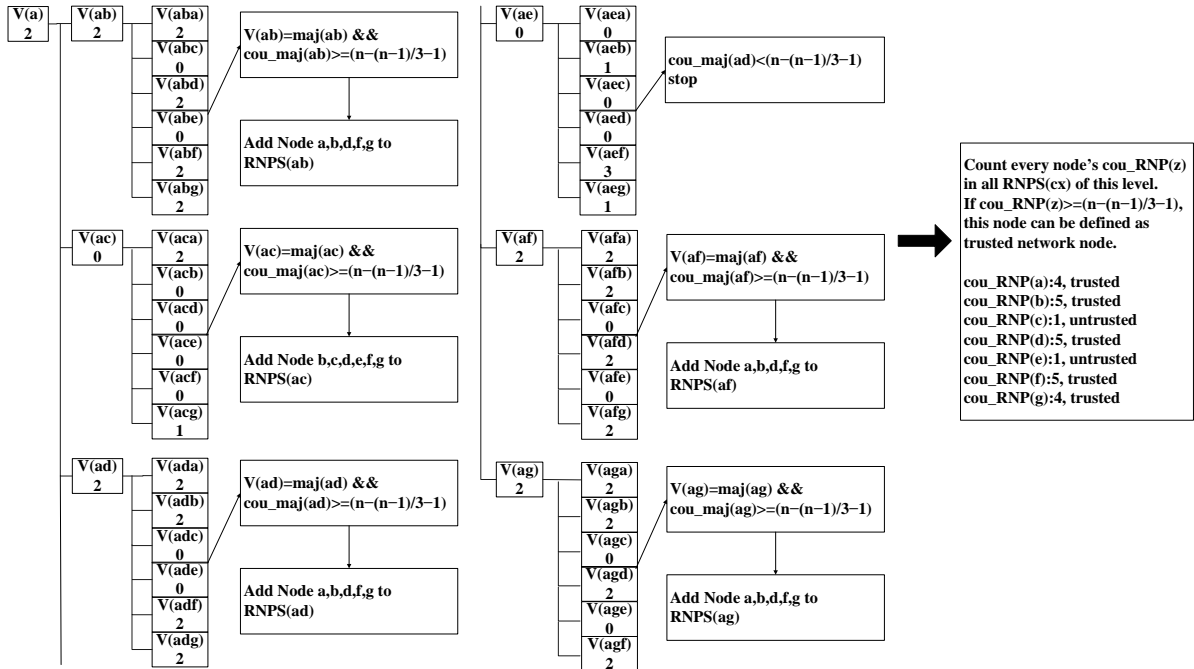 V(a)
2
V(ab)
2
V(aba)
2
V(abc)
0
V(abd)
2
V(abe)
0
V(abf)
2
V(abg)
2
V(ab)=maj(ab) &&
cou_maj(ab)>=(n−(n−1)/3−1)
Add Node a,b,d,f,g to
RNPS(ab)
V(ac)
0
V(aca)
2
V(acb)
0
V(acd)
0
V(ace)
0
V(acf)
0
V(acg)
1
V(ac)=maj(ac) &&
cou_maj(ac)>=(n−(n−1)/3−1)
Add Node b,c,d,e,f,g to
RNPS(ac)
V(ad)
2
V(ada)
2
V(adb)
2
V(adc)
0
V(ade)
0
V(adf)
2
V(adg)
2
V(ad)=maj(ad) &&
cou_maj(ad)>=(n−(n−1)/3−1)
Add Node a,b,d,f,g to
RNPS(ad)
V(ae)
0
V(aea)
0
V(aeb)
1
V(aec)
0
V(aed)
0
V(aef)
3
V(aeg)
1
cou_maj(ad)<(n−(n−1)/3−1)
stop
V(af)
2
V(afa)
2
V(afb)
2
V(afc)
0
V(afd)
2
V(afe)
0
V(afg)
2
V(af)=maj(af) &&
cou_maj(af)>=(n−(n−1)/3−1)
Add Node a,b,d,f,g to
RNPS(af)
V(ag)
2
V(aga)
2
V(agb)
2
V(agc)
0
V(agd)
2
V(age)
0
V(agf)
2
V(ag)=maj(ag) &&
cou_maj(ag)>=(n−(n−1)/3−1)
Add Node a,b,d,f,g to
RNPS(ag)
Count every node's cou_RNP(z)
in all RNPS(cx) of this level.
If cou_RNP(z)>=(n−(n−1)/3−1),
this node can be defined as
trusted network node.
cou_RNP(a):4, trusted
cou_RNP(b):5, trusted
cou_RNP(c):1, untrusted
cou_RNP(d):5, trusted
cou_RNP(e):1, untrusted
cou_RNP(f):5, trusted
cou_RNP(g):4, trusted